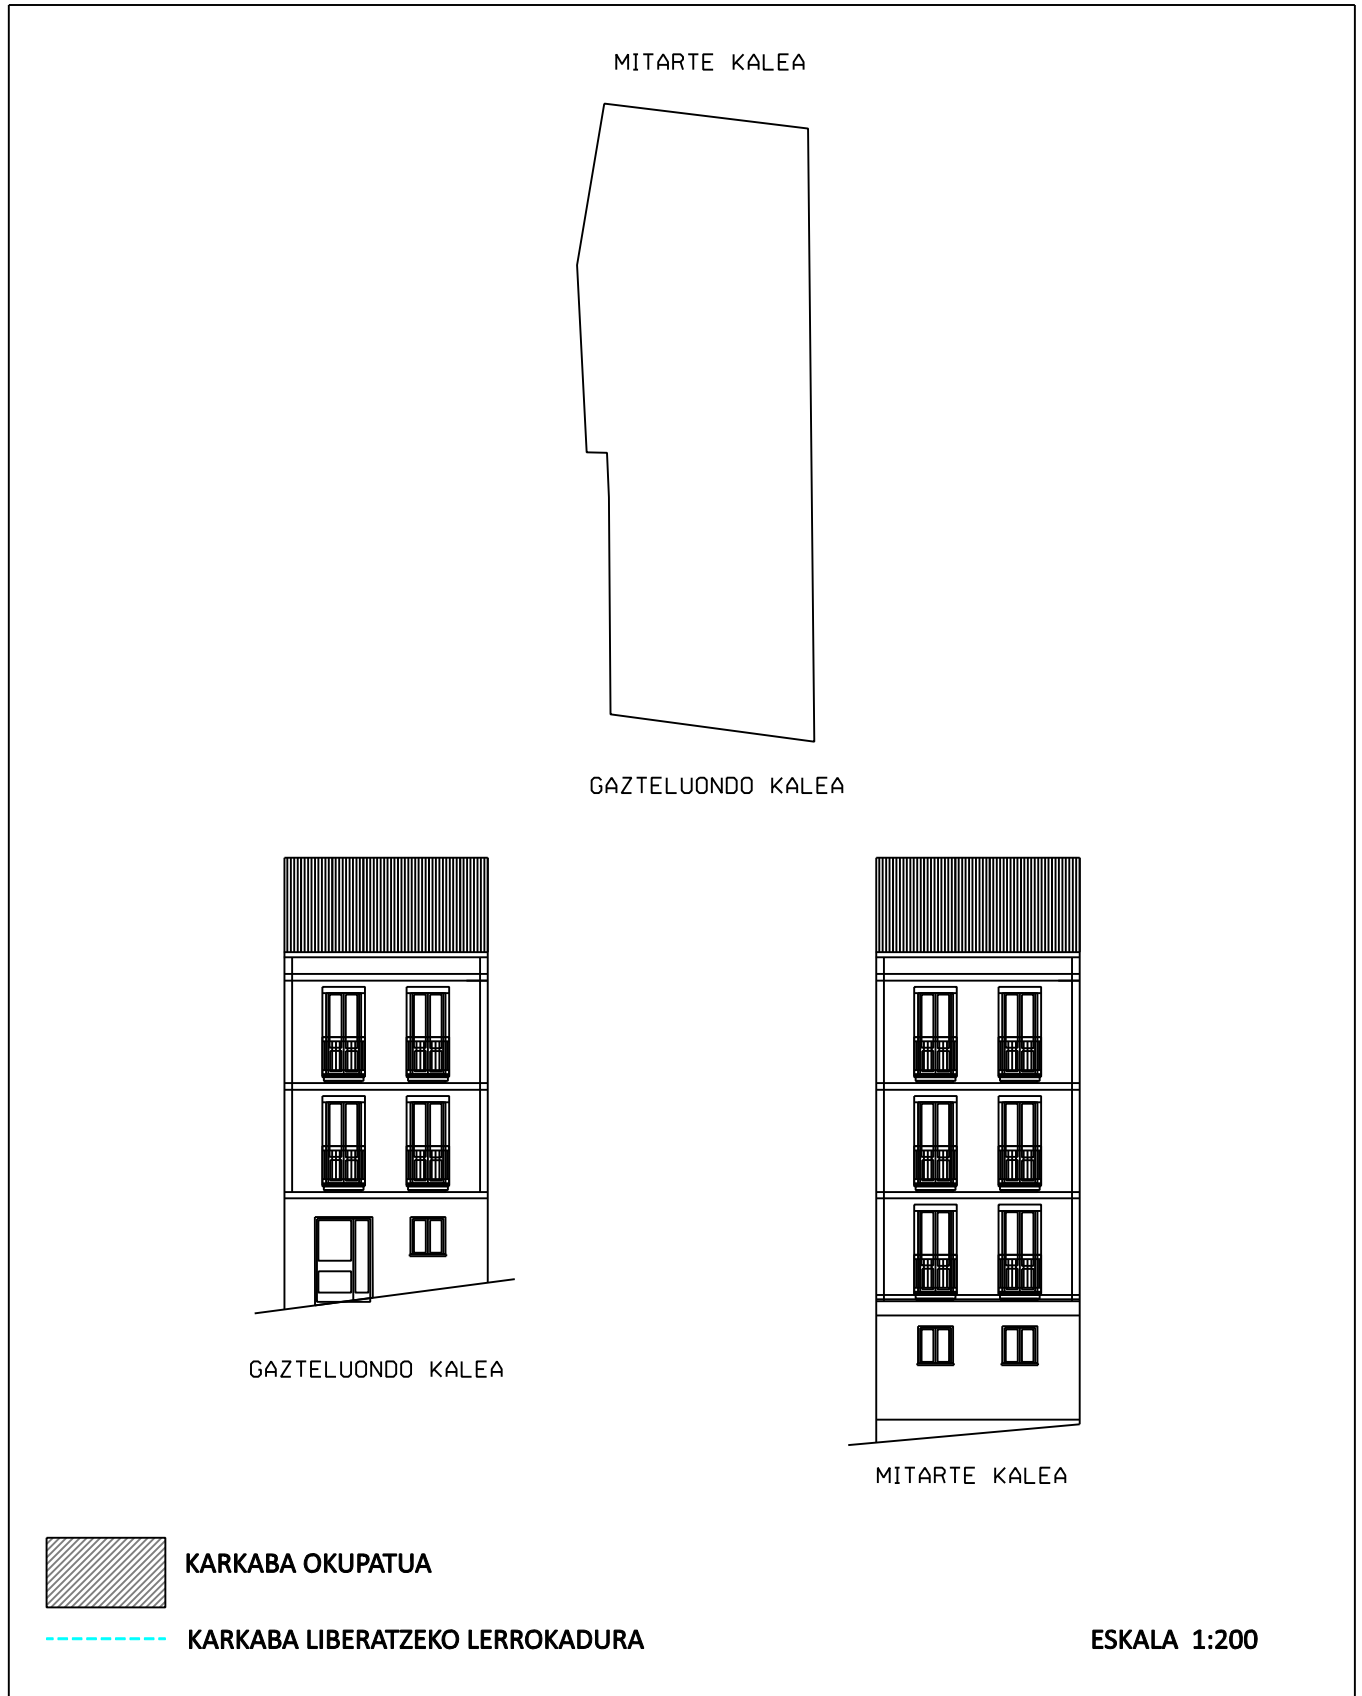 MITARTE KALEA
GAZTELUONDO KALEA
GAZTELUONDO KALEA
MITARTE KALEA
KARKABA OKUPATUA
KARKABA LIBERATZEKO LERROKADURA
ESKALA 1:200